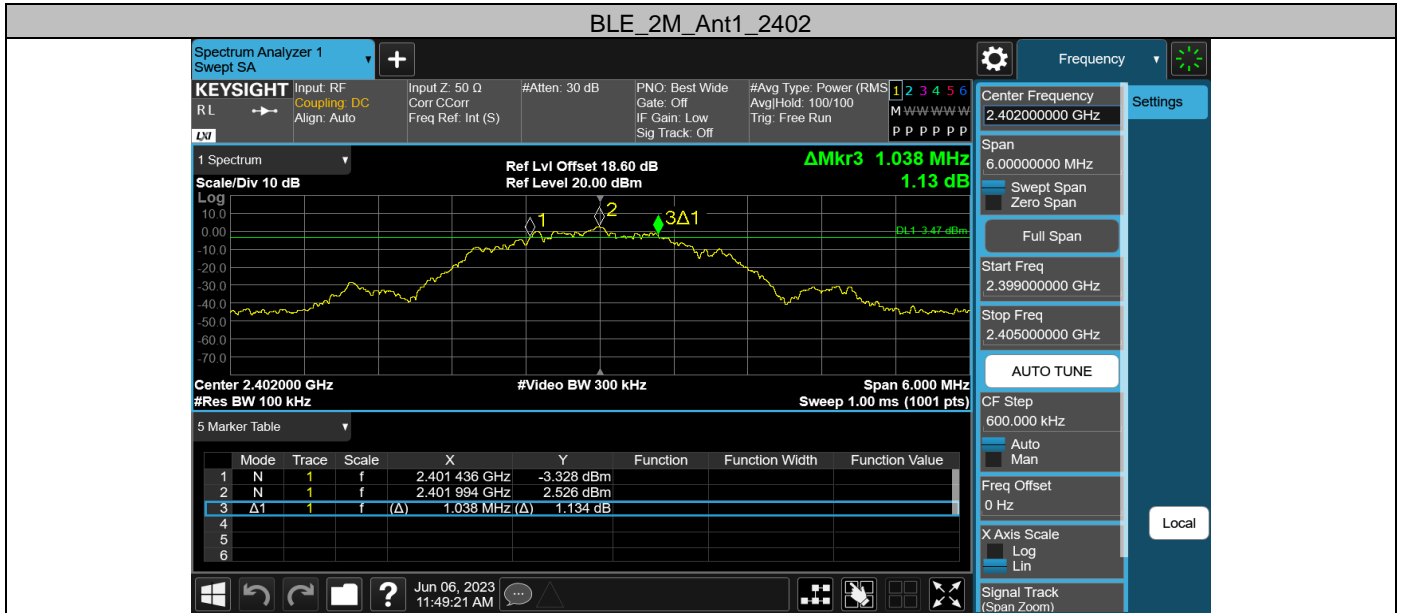 BLE_2M_Ant1_2402
Spectrum Analyzer 1
Swept SA
+
Frequency
KEYSIGHT
RL
LXI
Input: RF
Coupling: DC
Align: Auto
Input Z: 50 Ω
Corr CCorr
Freq Ref: Int (S)
#Atten: 30 dB
PNO: Best Wide
Gate: Off
IF Gain: Low
Sig Track: Off
#Avg Type: Power (RMS
Avg|Hold: 100/100
Trig: Free Run
1 2 3 4 5 6
M W W W W W
P P P P P P
1 Spectrum
Scale/Div 10 dB
Ref Lvl Offset 18.60 dB
Ref Level 20.00 dBm
ΔMkr3 1.038 MHz
1.13 dB
Log
10.0
0.00
-10.0
-20.0
-30.0
-40.0
-50.0
-60.0
-70.0
1
2
3Δ1
DL1 -3.47 dBm
Center 2.402000 GHz
#Res BW 100 kHz
#Video BW 300 kHz
Span 6.000 MHz
Sweep 1.00 ms (1001 pts)
5 Marker Table
Mode Trace Scale X Y Function Function Width Function Value
1 N 1 f 2.401 436 GHz -3.328 dBm
2 N 1 f 2.401 994 GHz 2.526 dBm
3 Δ1 1 f (Δ) 1.038 MHz (Δ) 1.134 dB
4
5
6
?
Jun 06, 2023
11:49:21 AM
Center Frequency
2.402000000 GHz
Settings
Span
6.00000000 MHz
Swept Span
Zero Span
Full Span
Start Freq
2.399000000 GHz
Stop Freq
2.405000000 GHz
AUTO TUNE
CF Step
600.000 kHz
Auto
Man
Freq Offset
0 Hz
X Axis Scale
Log
Lin
Local
Signal Track
(Span Zoom)